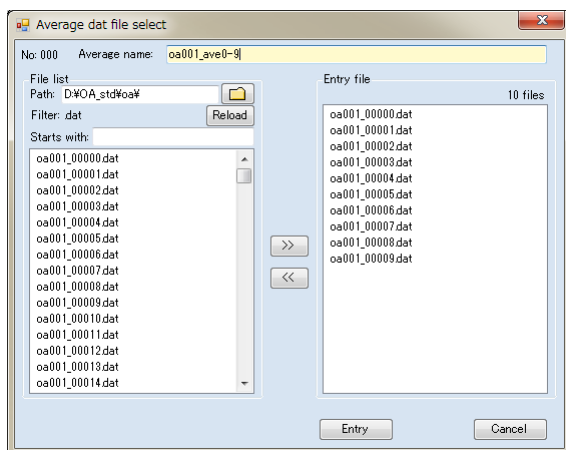 Average dat file select
No: 000 Average name: oa001_ave0-9
File list
Path: D:¥OA_std¥oa¥
Filter: .dat Reload
Starts with:
oa001_00000.dat
oa001_00001.dat
oa001_00002.dat
oa001_00003.dat
oa001_00004.dat
oa001_00005.dat
oa001_00006.dat
oa001_00007.dat
oa001_00008.dat
oa001_00009.dat
oa001_00010.dat
oa001_00011.dat
oa001_00012.dat
oa001_00013.dat
oa001_00014.dat
>>
<<
Entry file
10 files
oa001_00000.dat
oa001_00001.dat
oa001_00002.dat
oa001_00003.dat
oa001_00004.dat
oa001_00005.dat
oa001_00006.dat
oa001_00007.dat
oa001_00008.dat
oa001_00009.dat
Entry Cancel